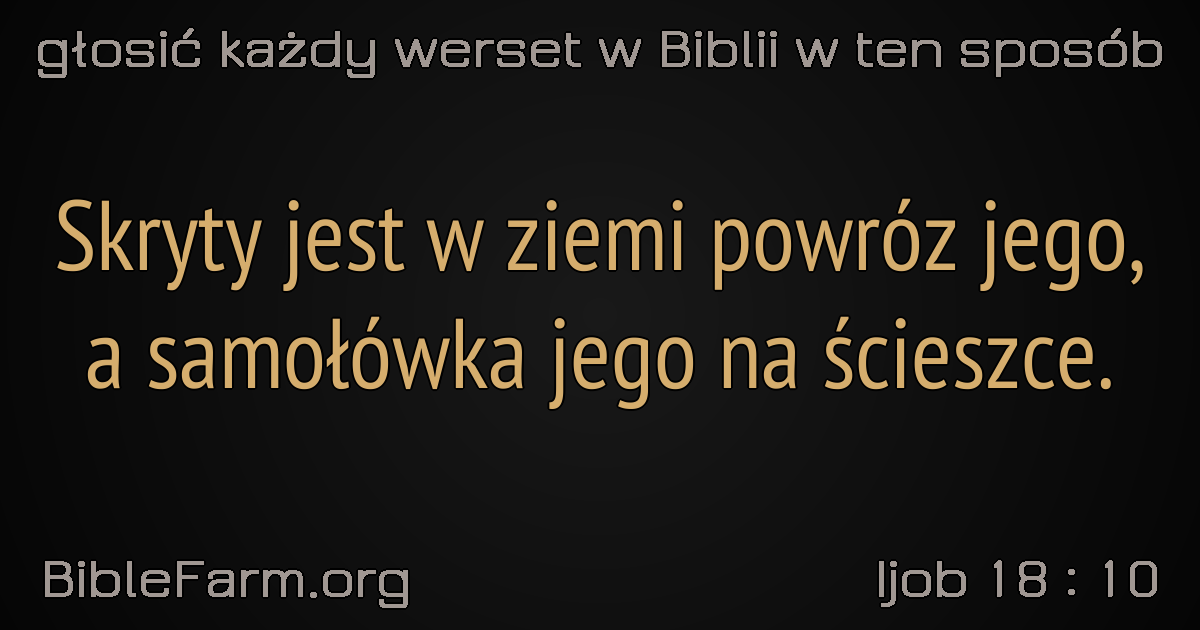 głosić każdy werset w Biblii w ten sposób
Skryty jest w ziemi powróz jego,
a samołówka jego na ścieszce.
BibleFarm.org
Ijob 18 : 10